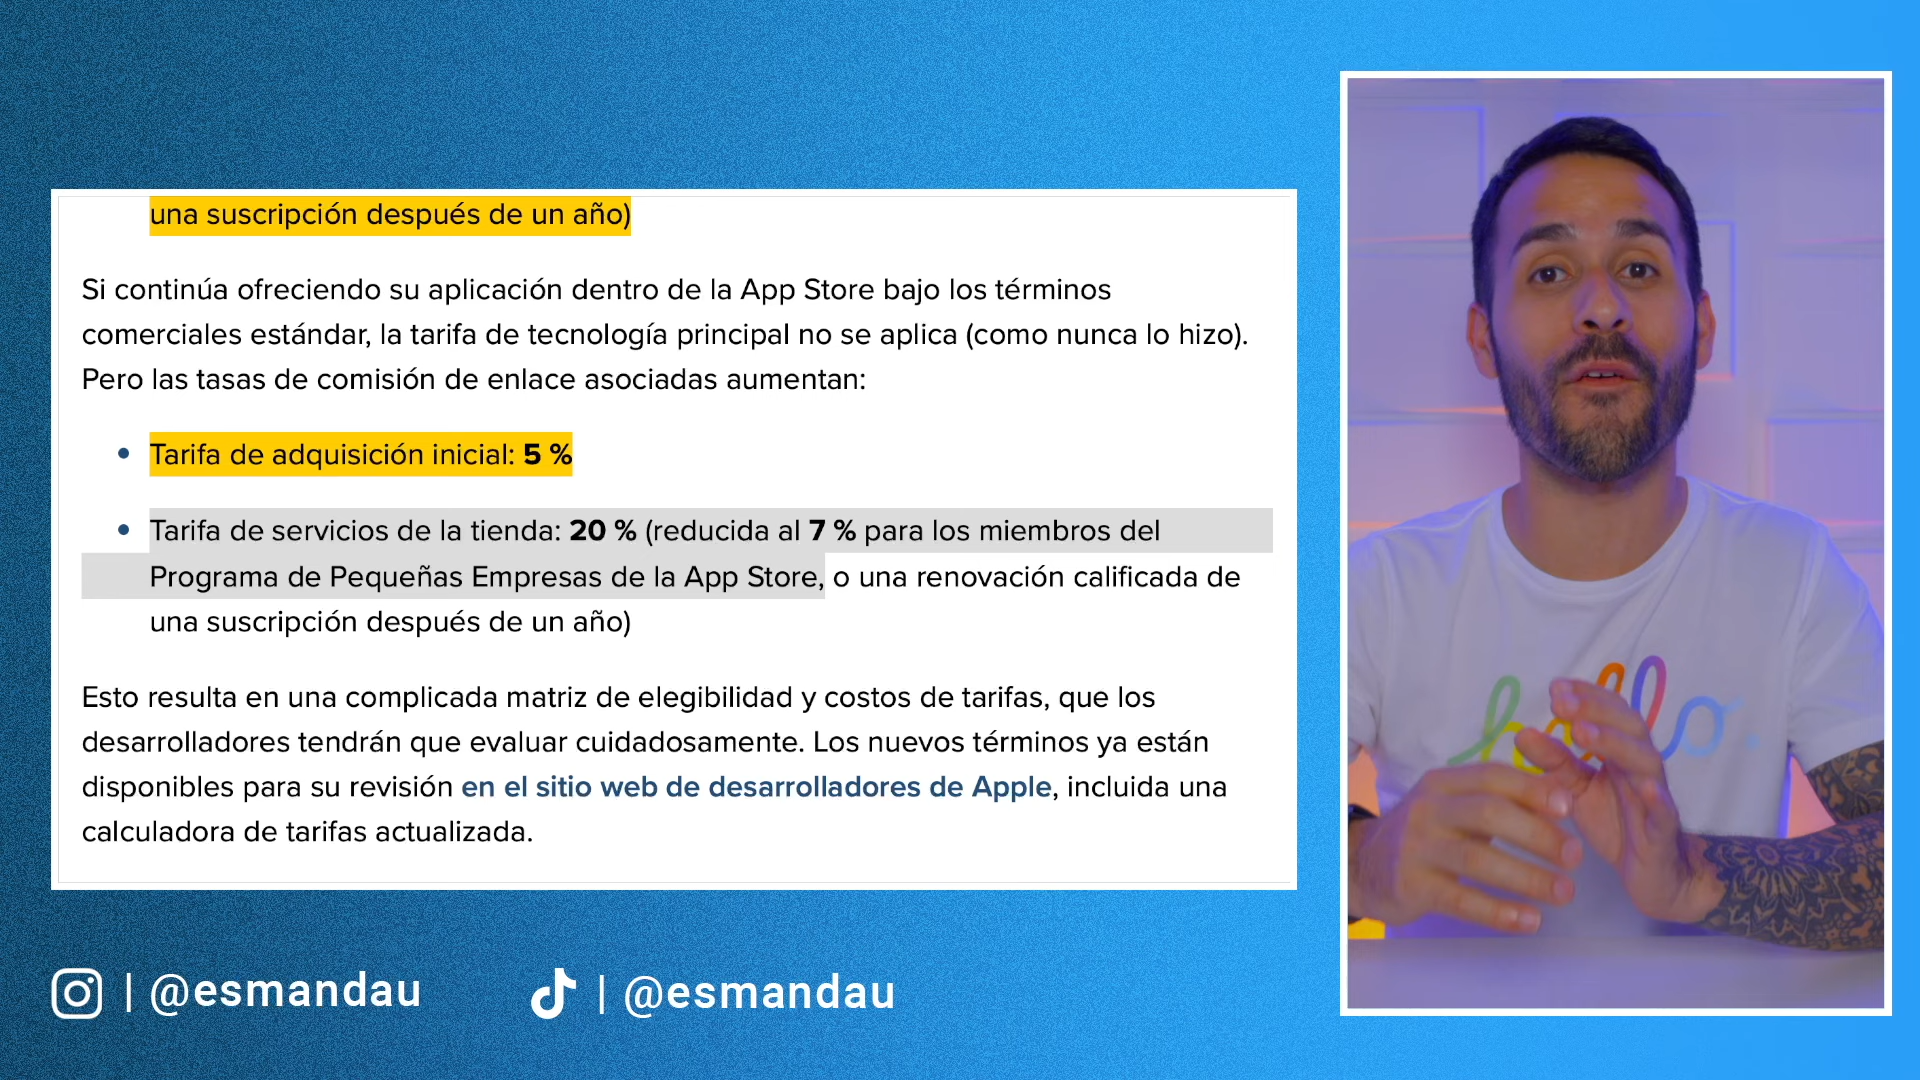 una suscripción después de un año)
Si continúa ofreciendo su aplicación dentro de la App Store bajo los términos
comerciales estándar, la tarifa de tecnología principal no se aplica (como nunca lo hizo).
Pero las tasas de comisión de enlace asociadas aumentan:
• Tarifa de adquisición inicial: 5 %
• Tarifa de servicios de la tienda: 20 % (reducida al 7 % para los miembros del
Programa de Pequeñas Empresas de la App Store, o una renovación calificada de
una suscripción después de un año)
Esto resulta en una complicada matriz de elegibilidad y costos de tarifas, que los
desarrolladores tendrán que evaluar cuidadosamente. Los nuevos términos ya están
disponibles para su revisión en el sitio web de desarrolladores de Apple, incluida una
calculadora de tarifas actualizada.
hello.
| @esmandau
| @esmandau